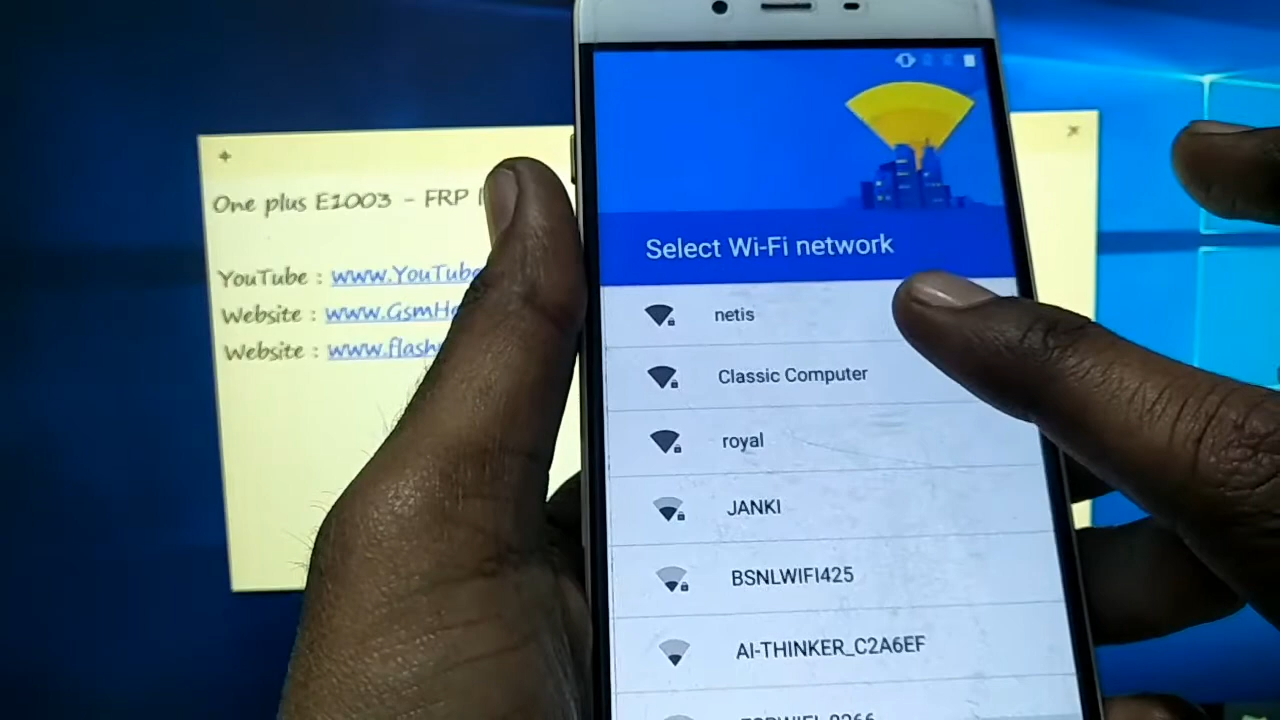 One plus E1003 - FRP
YouTube : www.YouTube
Website : www.GsmH
Website : www.flash
Select Wi-Fi network
netis
Classic Computer
royal
JANKI
BSNLWIFI425
AI-THINKER_C2A6EF